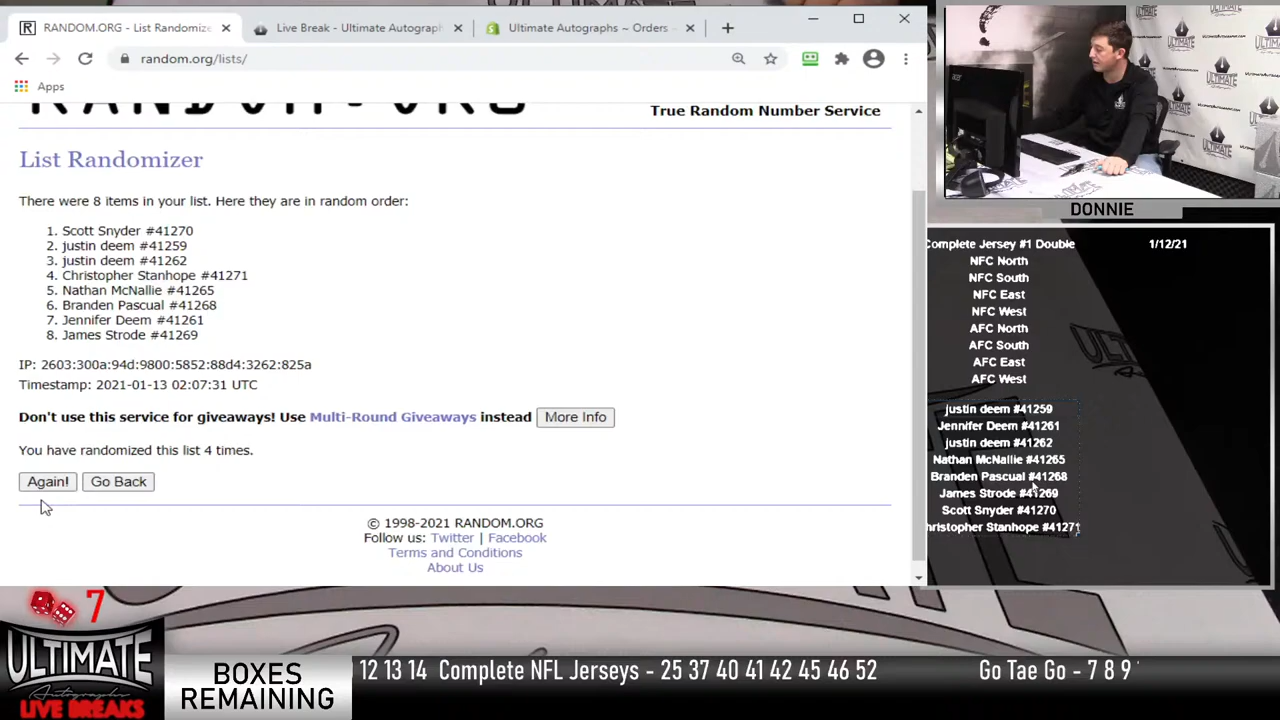 RANDOM.ORG - List Randomize
Live Break - Ultimate Autograph
Ultimate Autographs ~ Orders
random.org/lists/
Apps
RANDOM.ORG
True Random Number Service
List Randomizer
There were 8 items in your list. Here they are in random order:
1. Scott Snyder #41270
2. justin deem #41259
3. justin deem #41262
4. Christopher Stanhope #41271
5. Nathan McNallie #41265
6. Branden Pascual #41268
7. Jennifer Deem #41261
8. James Strode #41269
IP: 2603:300a:94d:9800:5852:88d4:3262:825a
Timestamp: 2021-01-13 02:07:31 UTC
Don't use this service for giveaways! Use Multi-Round Giveaways instead More Info
You have randomized this list 4 times.
Again! Go Back
© 1998-2021 RANDOM.ORG
Follow us: Twitter | Facebook
Terms and Conditions
About Us
acer
ULTIMATE
ULTIMATE
ULTIMATE
DONNIE
Complete Jersey #1 Double 1/12/21
NFC North
NFC South
NFC East
NFC West
AFC North
AFC South
AFC East
AFC West
justin deem #41259
Jennifer Deem #41261
justin deem #41262
Nathan McNallie #41265
Branden Pascual #41268
James Strode #41269
Scott Snyder #41270
hristopher Stanhope #41271
7
ULTIMATE
Autographs
LIVE BREAKS
BOXES
REMAINING
12 13 14 Complete NFL Jerseys - 25 37 40 41 42 45 46 52 Go Tae Go - 7 8 9